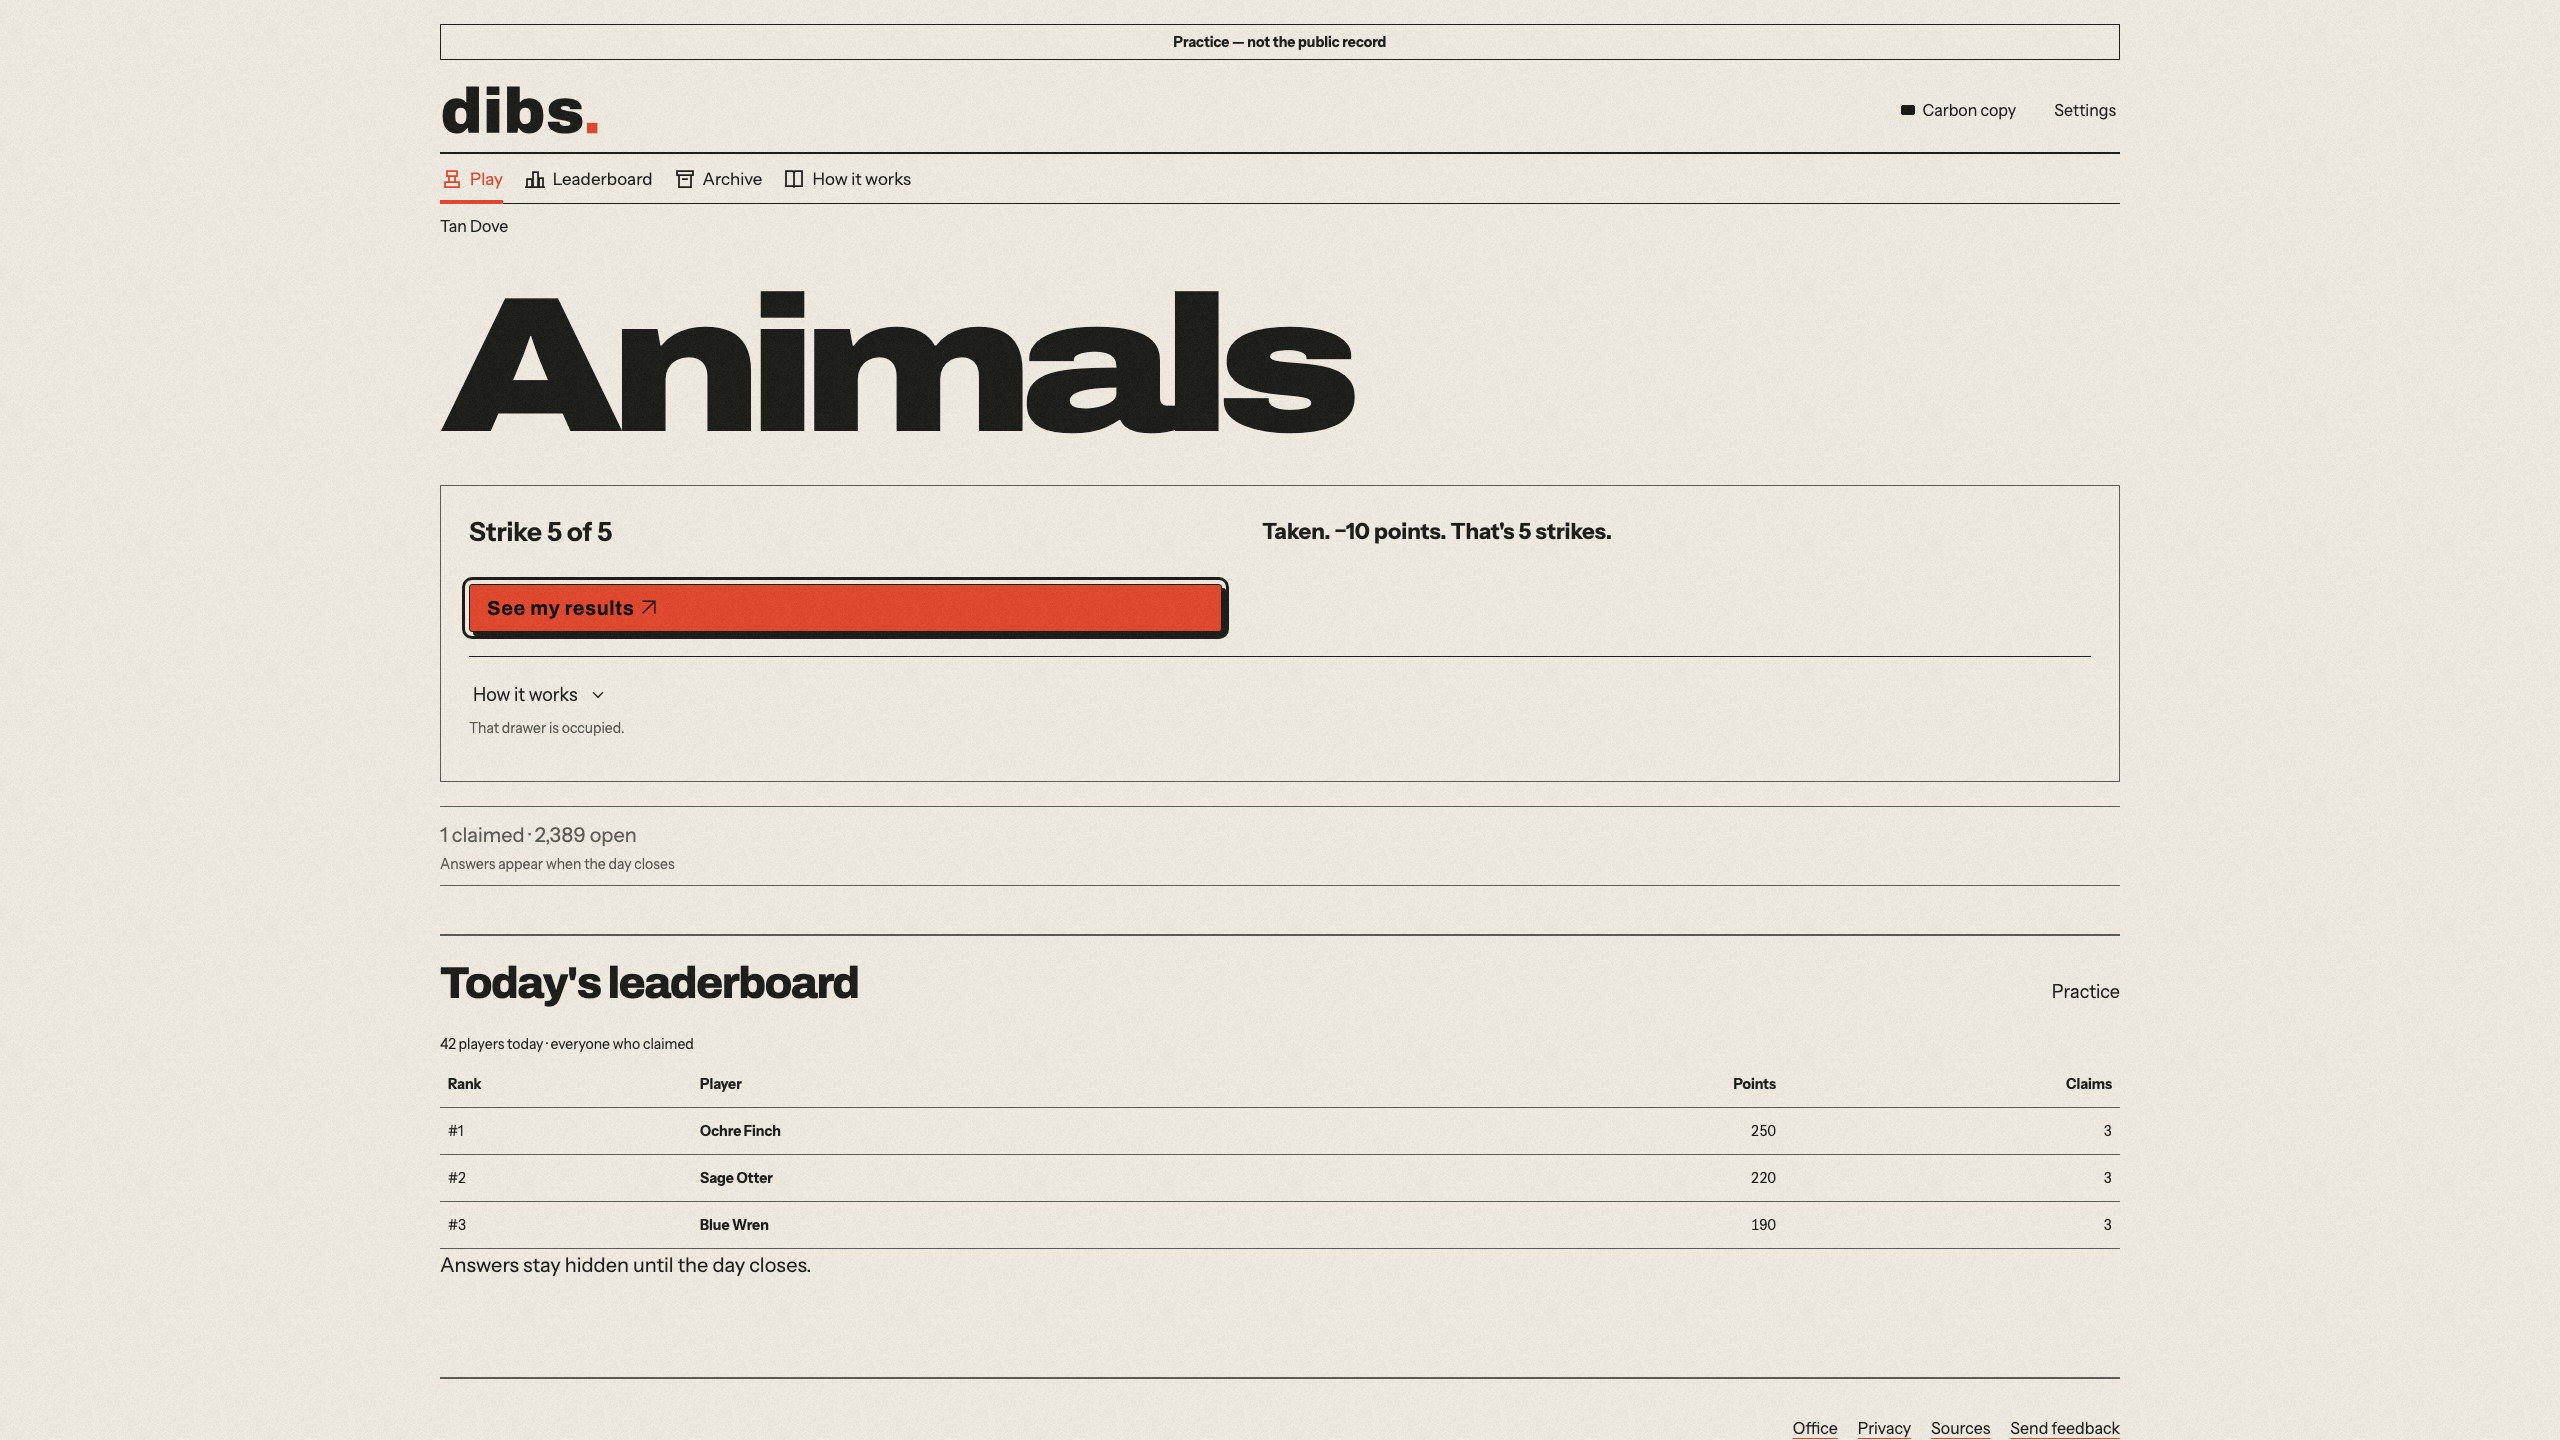 Practice — not the public record
dibs.
Carbon copy Settings
Play Leaderboard Archive How it works
Tan Dove
Animals
Strike 5 of 5
Taken. −10 points. That's 5 strikes.
See my results
How it works
That drawer is occupied.
1 claimed · 2,389 open
Answers appear when the day closes
Today's leaderboard
Practice
42 players today · everyone who claimed
Rank Player Points Claims
#1 Ochre Finch 250 3
#2 Sage Otter 220 3
#3 Blue Wren 190 3
Answers stay hidden until the day closes.
Office Privacy Sources Send feedback